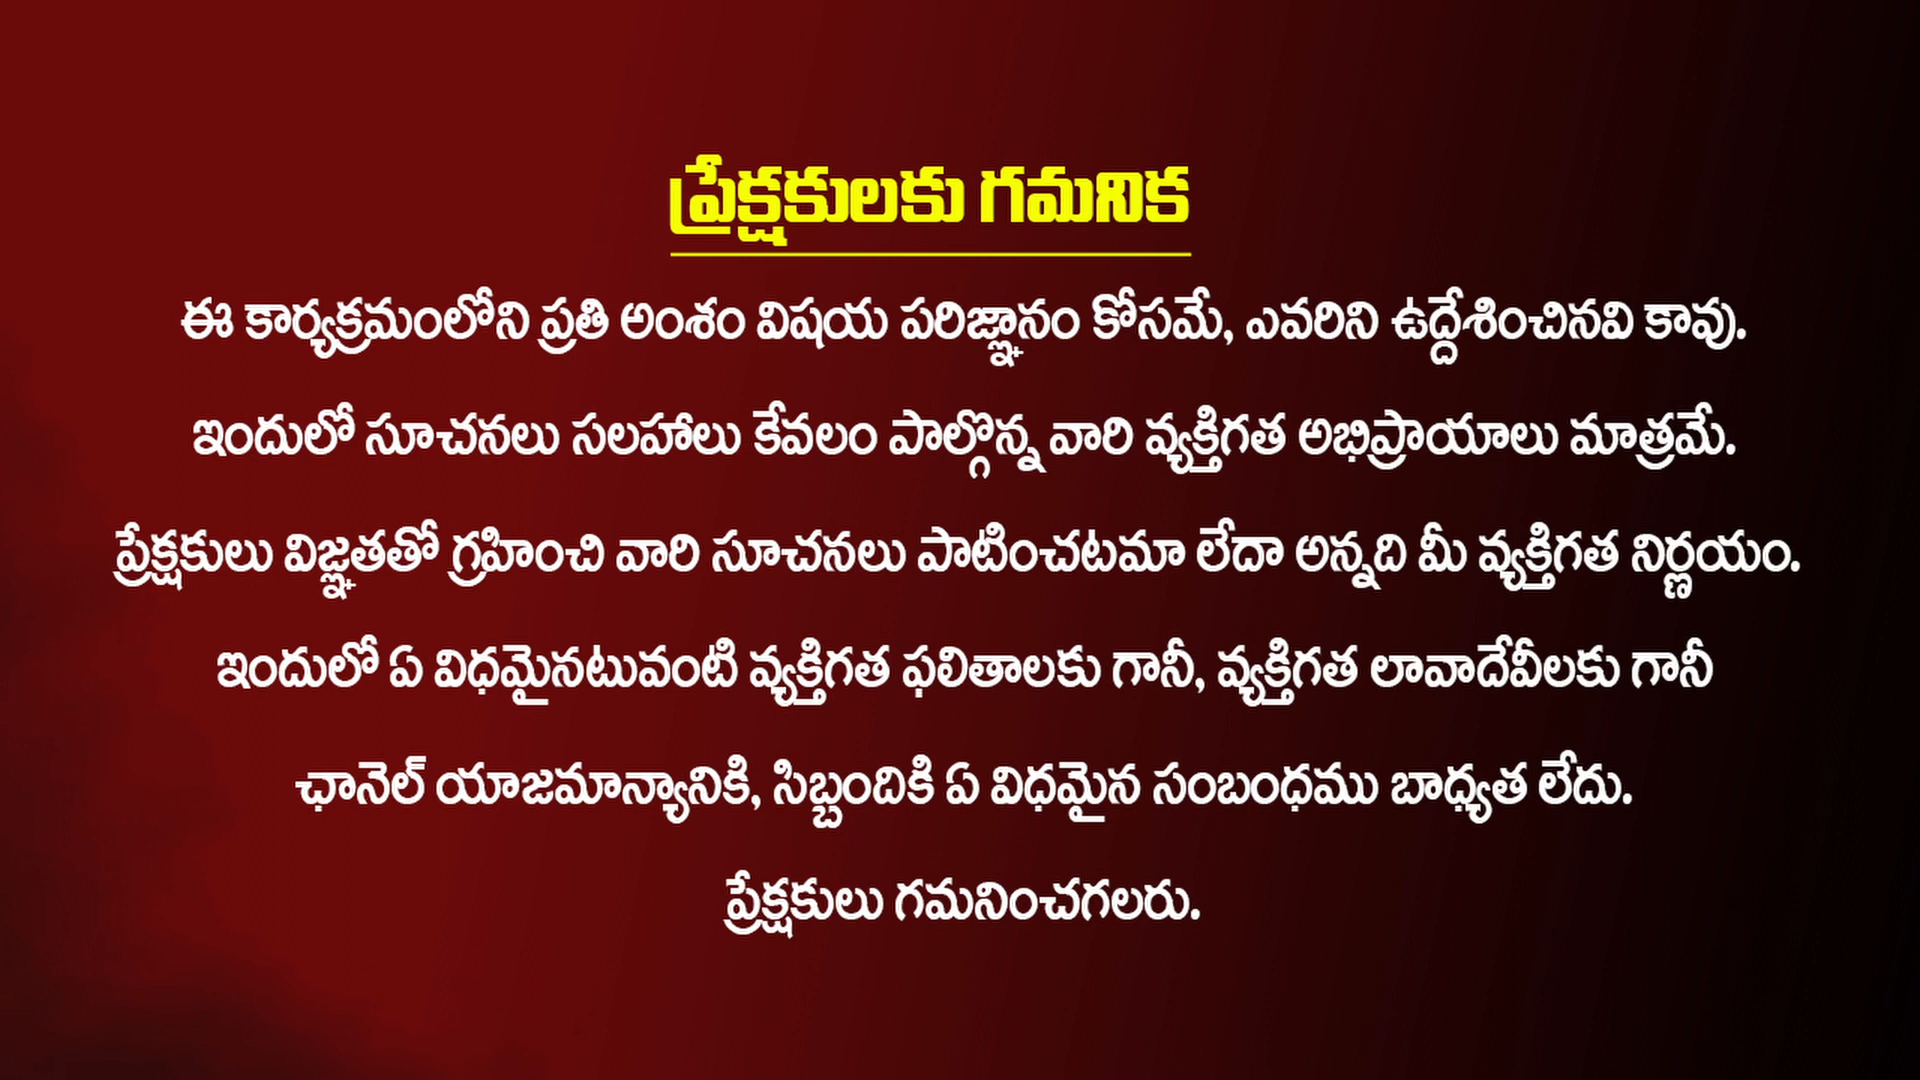 ప్రేక్షకులకు గమనిక
ఈ కార్యక్రమంలోని ప్రతి అంశం విషయ పరిజ్ఞానం కోసమే, ఎవరిని ఉద్దేశించినవి కావు.
ఇందులో సూచనలు సలహాలు కేవలం పాల్గొన్న వారి వ్యక్తిగత అభిప్రాయాలు మాత్రమే.
ప్రేక్షకులు విజ్ఞతతో గ్రహించి వారి సూచనలు పాటించటమా లేదా అన్నది మీ వ్యక్తిగత నిర్ణయం.
ఇందులో ఏ విధమైనటువంటి వ్యక్తిగత ఫలితాలకు గానీ, వ్యక్తిగత లావాదేవీలకు గానీ
ఛానెల్ యాజమాన్యానికి, సిబ్బందికి ఏ విధమైన సంబంధము బాధ్యత లేదు.
ప్రేక్షకులు గమనించగలరు.